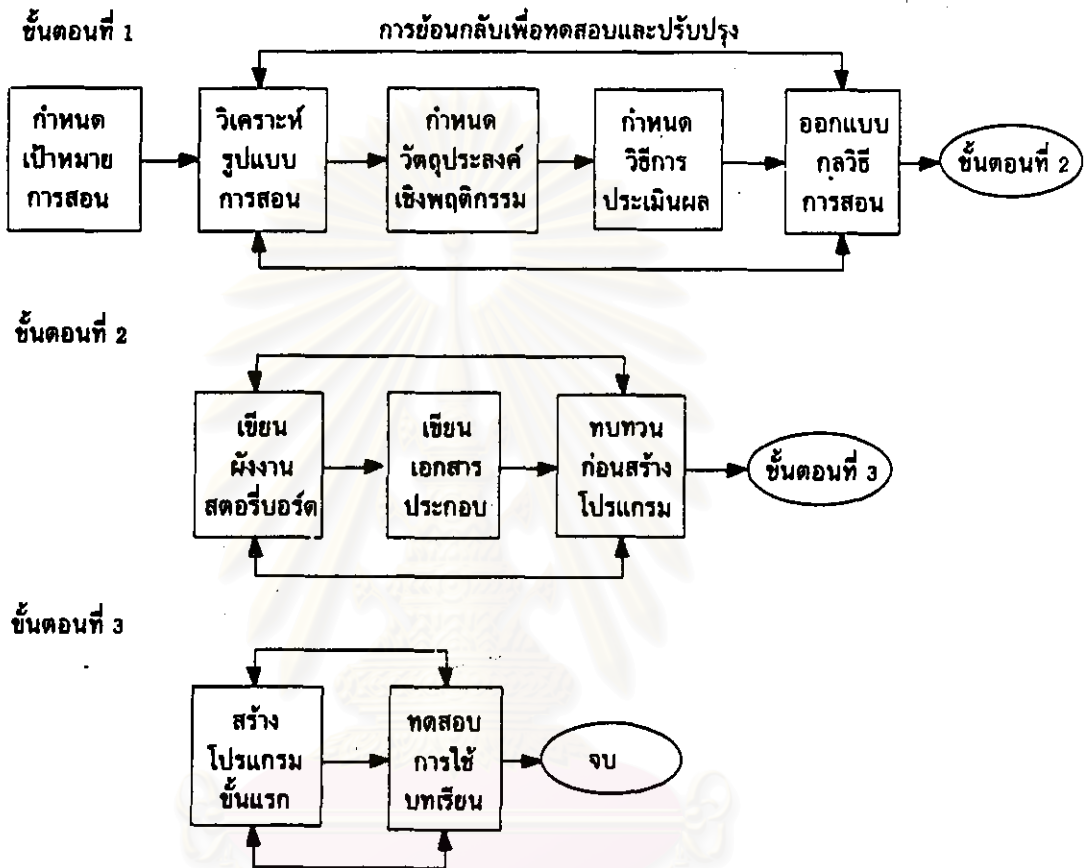 ขั้นตอนที่ 1
การย้อนกลับเพื่อทดสอบและปรับปรุง
กำหนด
เป้าหมาย
การสอน
วิเคราะห์
รูปแบบ
การสอน
กำหนด
วัตถุประสงค์
เชิงพฤติกรรม
กำหนด
วิธีการ
ประเมินผล
ออกแบบ
กลวิธี
การสอน
ขั้นตอนที่ 2
ขั้นตอนที่ 2
เขียน
ผังงาน
สตอรี่บอร์ด
เขียน
เอกสาร
ประกอบ
ทบทวน
ก่อนสร้าง
โปรแกรม
ขั้นตอนที่ 3
ขั้นตอนที่ 3
สร้าง
โปรแกรม
ขั้นแรก
ทดสอบ
การใช้
บทเรียน
จบ